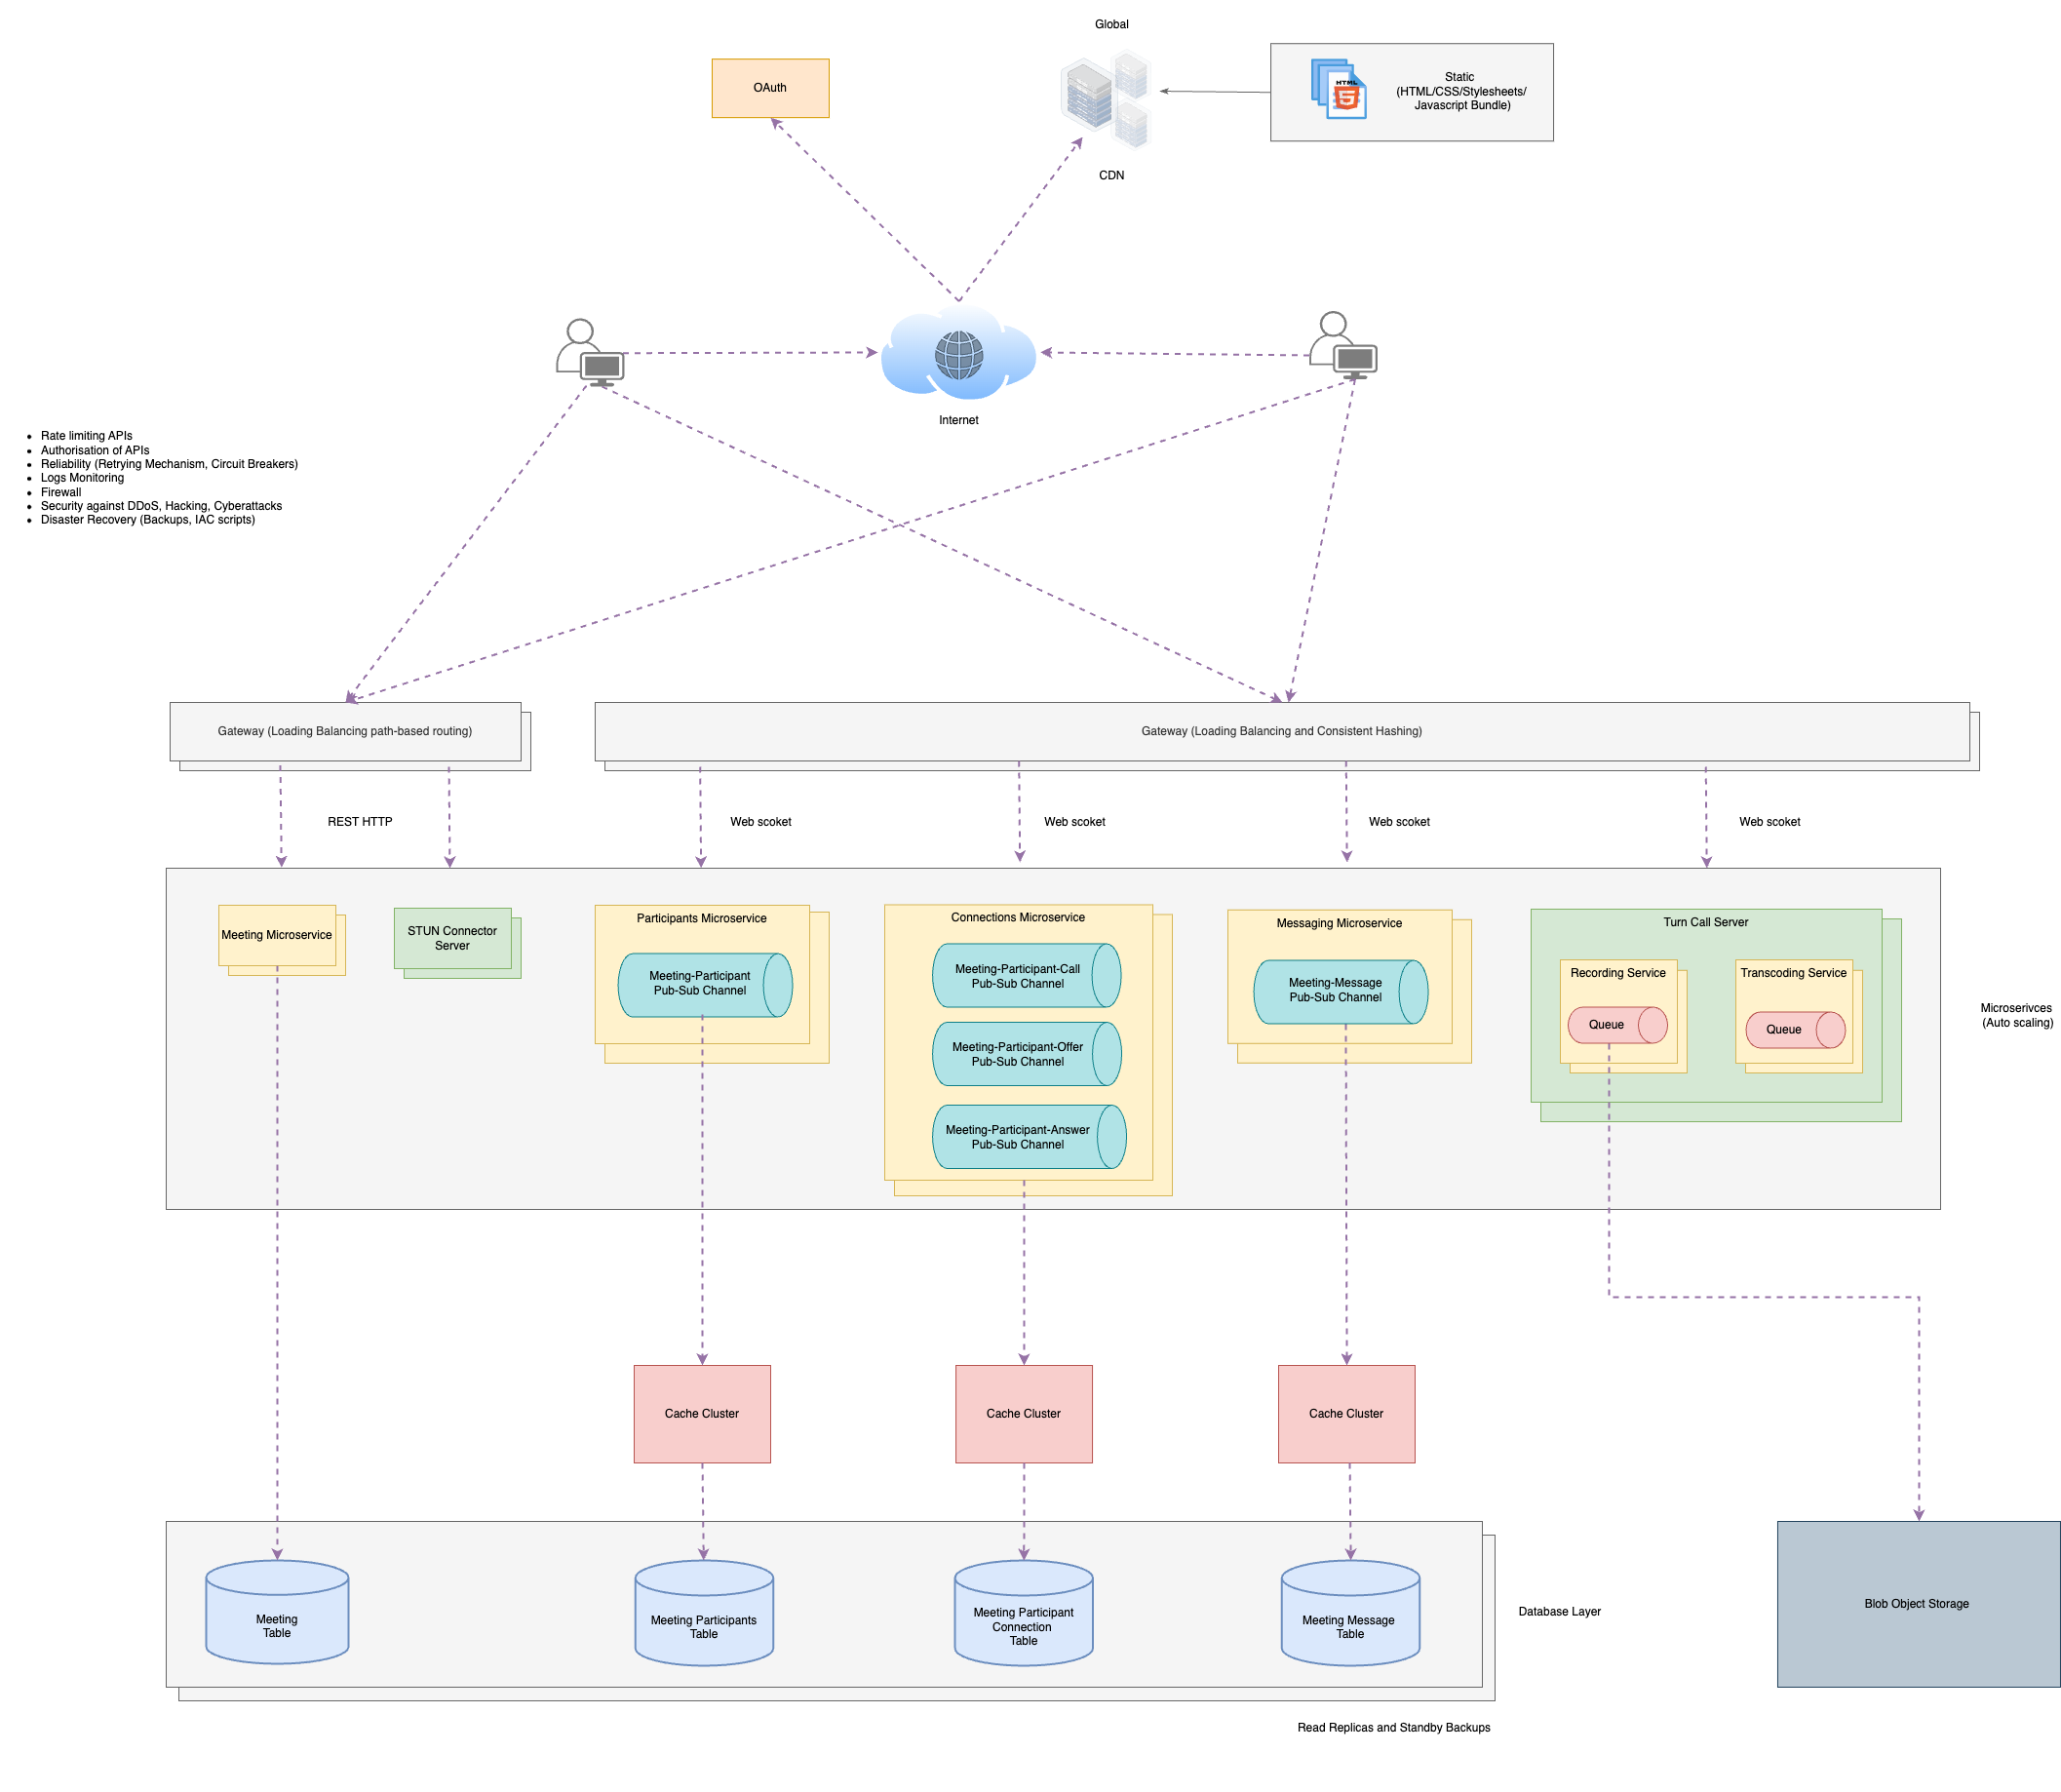 Global
OAuth
HTML
Static
(HTML/CSS/Stylesheets/
Javascript Bundle)
CDN
Internet
• Rate limiting APIs
• Authorisation of APIs
• Reliability (Retrying Mechanism, Circuit Breakers)
• Logs Monitoring
• Firewall
• Security against DDoS, Hacking, Cyberattacks
• Disaster Recovery (Backups, IAC scripts)
Gateway (Loading Balancing path-based routing)
Gateway (Loading Balancing and Consistent Hashing)
REST HTTP
Web scoket
Web scoket
Web scoket
Web scoket
Meeting Microservice
STUN Connector
Server
Participants Microservice
Meeting-Participant
Pub-Sub Channel
Connections Microservice
Meeting-Participant-Call
Pub-Sub Channel
Meeting-Participant-Offer
Pub-Sub Channel
Meeting-Participant-Answer
Pub-Sub Channel
Messaging Microservice
Meeting-Message
Pub-Sub Channel
Turn Call Server
Recording Service
Queue
Transcoding Service
Queue
Microserivces
(Auto scaling)
Cache Cluster
Cache Cluster
Cache Cluster
Meeting
Table
Meeting Participants
Table
Meeting Participant
Connection
Table
Meeting Message
Table
Database Layer
Blob Object Storage
Read Replicas and Standby Backups